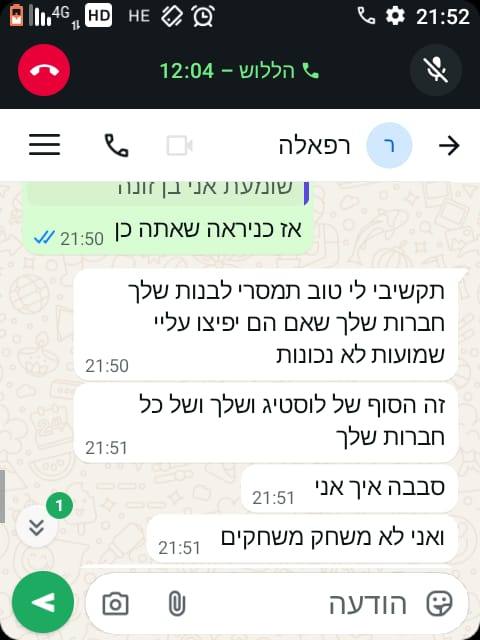 4G HD HE 21:52
הללוש – 12:04
ר רפאלה
שומעת אני בן זונה
אז כניראה שאתה כן
21:50
תקשיבי לי טוב תמסרי לבנות שלך
חברות שלך שאם הם יפיצו עליי
שמועות לא נכונות
21:50
זה הסוף של לוסטיג ושלך ושל כל
חברות שלך
21:51
סבבה איך אני
21:51
ואני לא משחק משחקים
21:51
1
הודעה